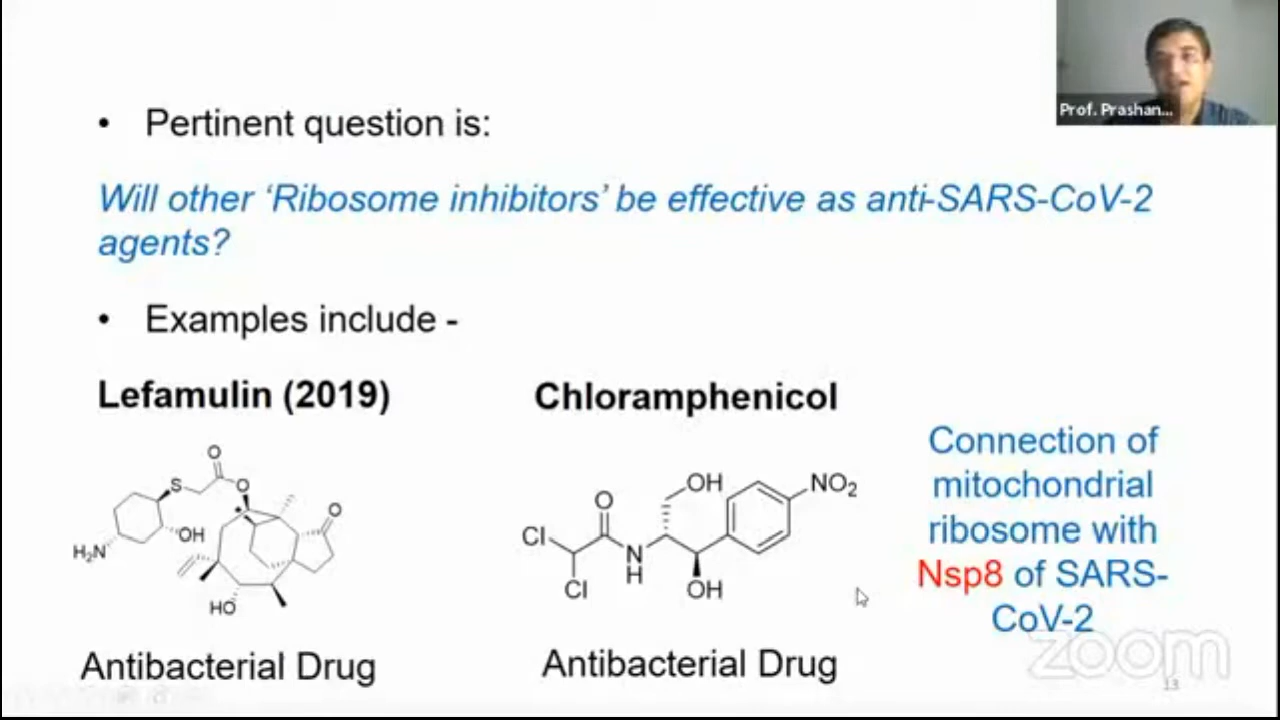 Prof. Prashan...
• Pertinent question is:
Will other ‘Ribosome inhibitors’ be effective as anti-SARS-CoV-2
agents?
• Examples include -
Lefamulin (2019)
O
S
O
O
OH
H₂N
HO
Antibacterial Drug
Chloramphenicol
OH
NO₂
O
Cl
N
H
Cl
OH
Antibacterial Drug
Connection of
mitochondrial
ribosome with
Nsp8 of SARS-
CoV-2
zoom
13